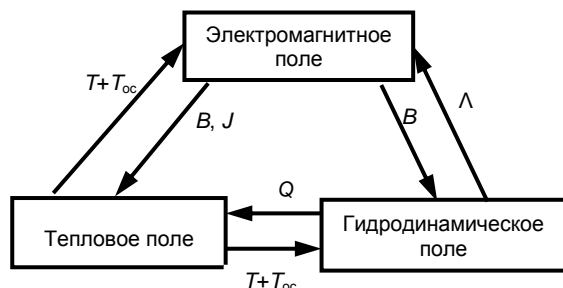 Электромагнитное
поле
T+Tос
B, J
B
Λ
Q
Тепловое поле
Гидродинамическое
поле
T+Tос